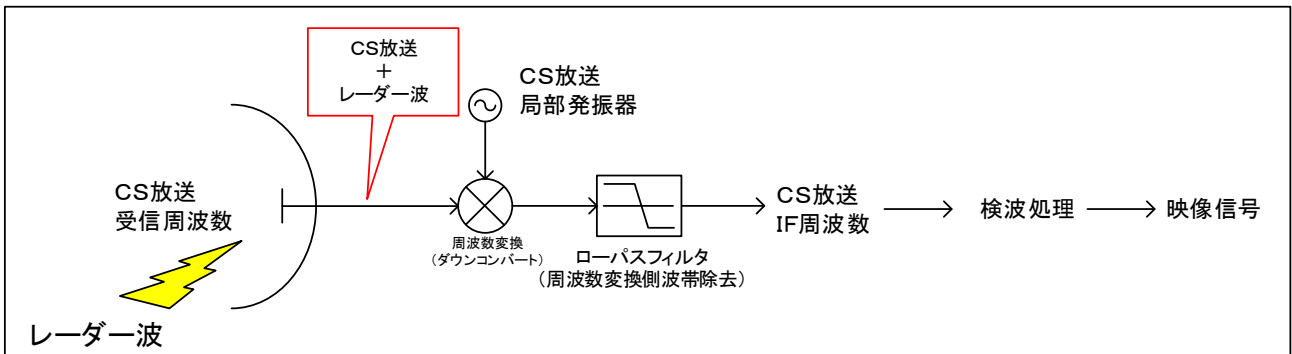 CS放送
＋
レーダー波
CS放送
局部発振器
CS放送
受信周波数
周波数変換
（ダウンコンバート）
ローパスフィルタ
（周波数変換側波帯除去）
CS放送
IF周波数
検波処理
映像信号
レーダー波